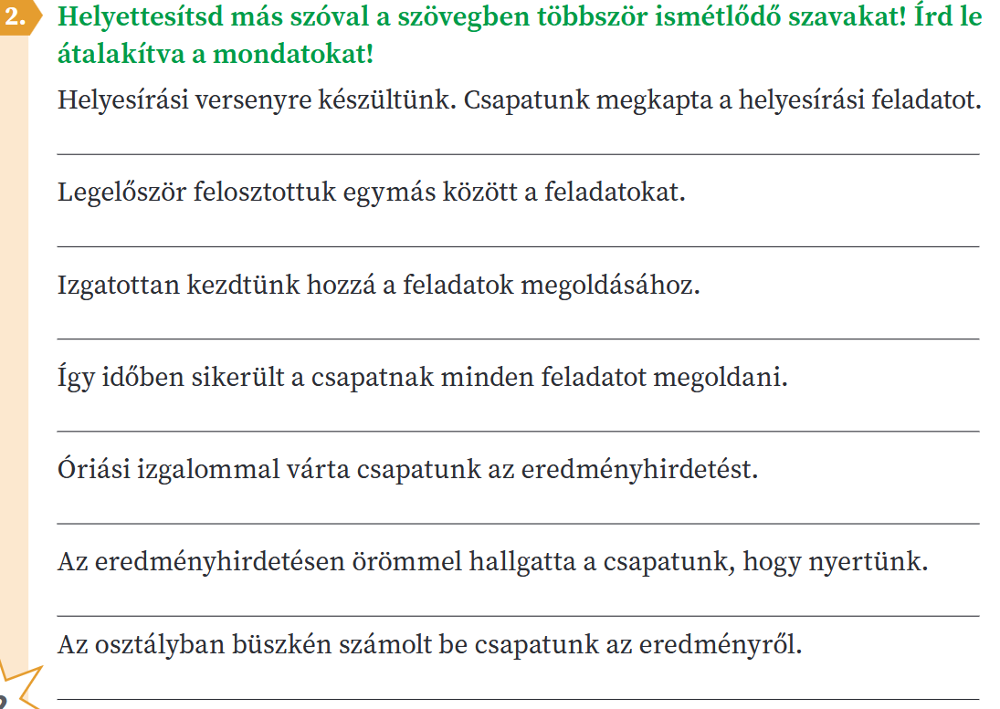 2.
Helyettesítsd más szóval a szövegben többször ismétlődő szavakat! Írd le
átalakítva a mondatokat!
Helyesírási versenyre készültünk. Csapatunk megkapta a helyesírási feladatot.
Legelőször felosztottuk egymás között a feladatokat.
Izgatottan kezdtünk hozzá a feladatok megoldásához.
Így időben sikerült a csapatnak minden feladatot megoldani.
Óriási izgalommal várta csapatunk az eredményhirdetést.
Az eredményhirdetésen örömmel hallgatta a csapatunk, hogy nyertünk.
Az osztályban büszkén számolt be csapatunk az eredményről.